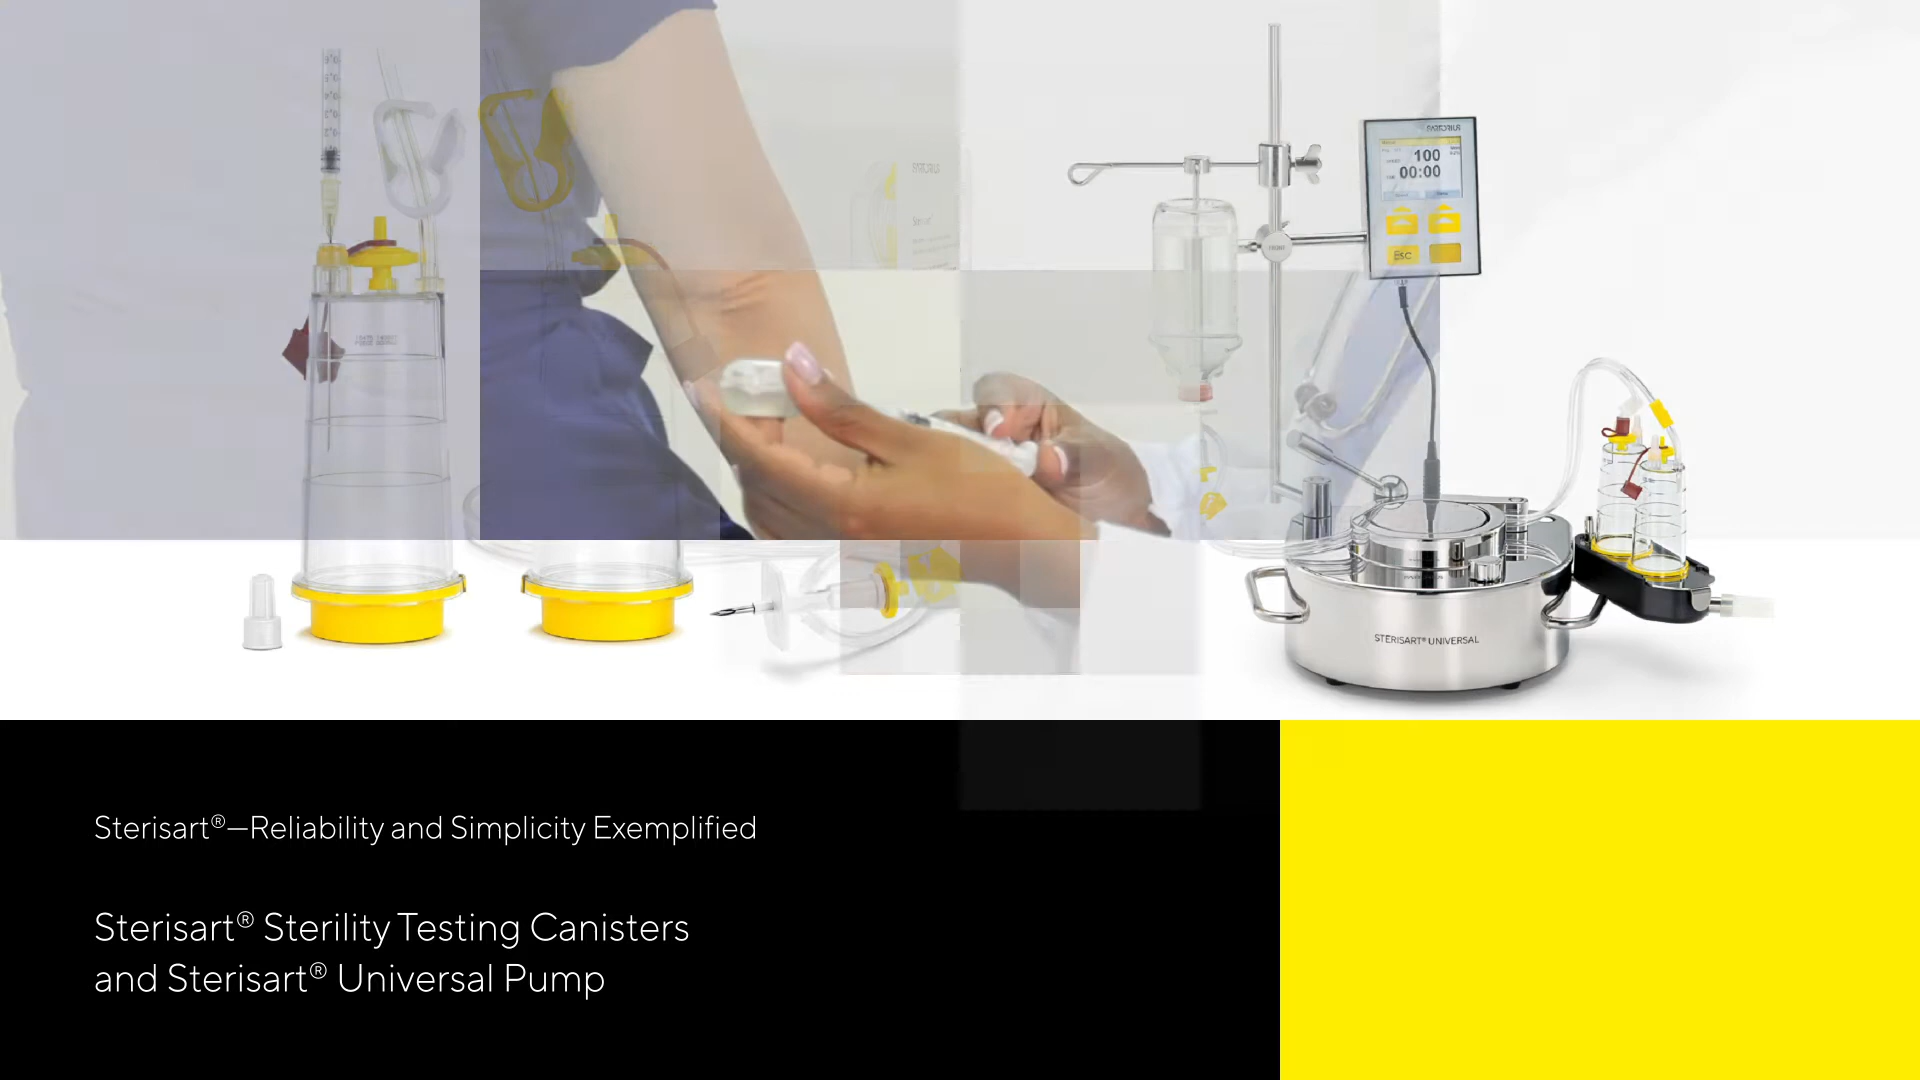 SARTORIUS
100
00:00
Esc
FRONT
STERISART® UNIVERSAL
Sterisart®—Reliability and Simplicity Exemplified
Sterisart® Sterility Testing Canisters
and Sterisart® Universal Pump